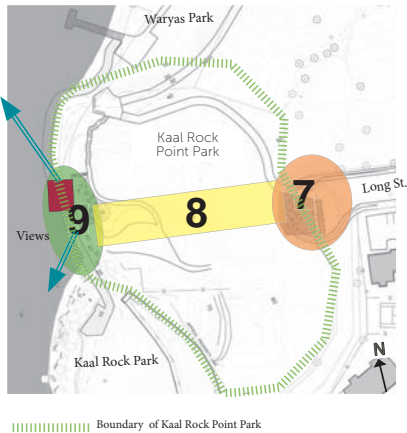 Waryas Park
Kaal Rock
Point Park
7
Long St.
8
9
Views
Kaal Rock Park
N
Boundary of Kaal Rock Point Park